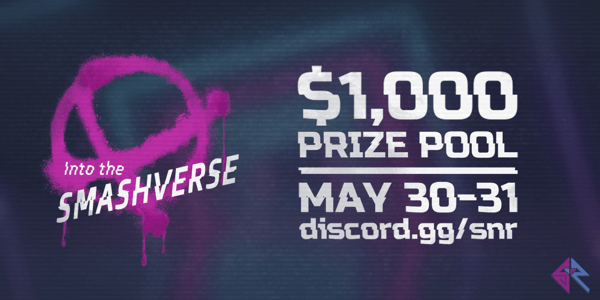 into the
SMASHVERSE
$1,000
PRIZE POOL
MAY 30-31
discord.gg/snr